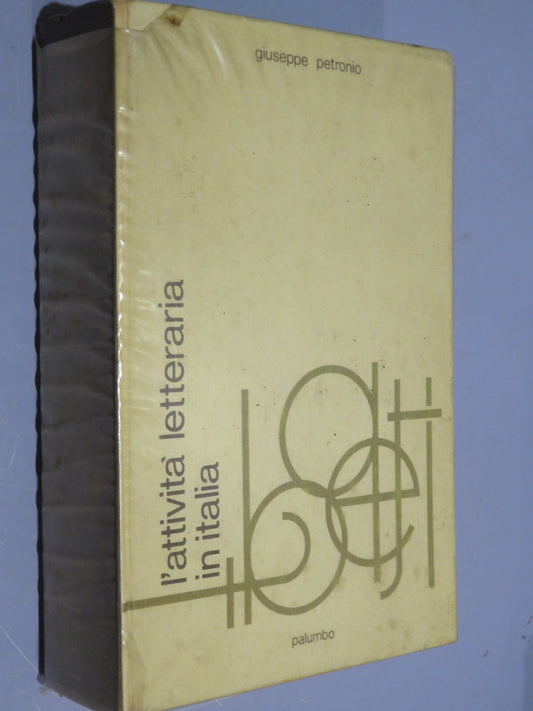 giuseppe petronio
l'attività letteraria
in italia
palumbo